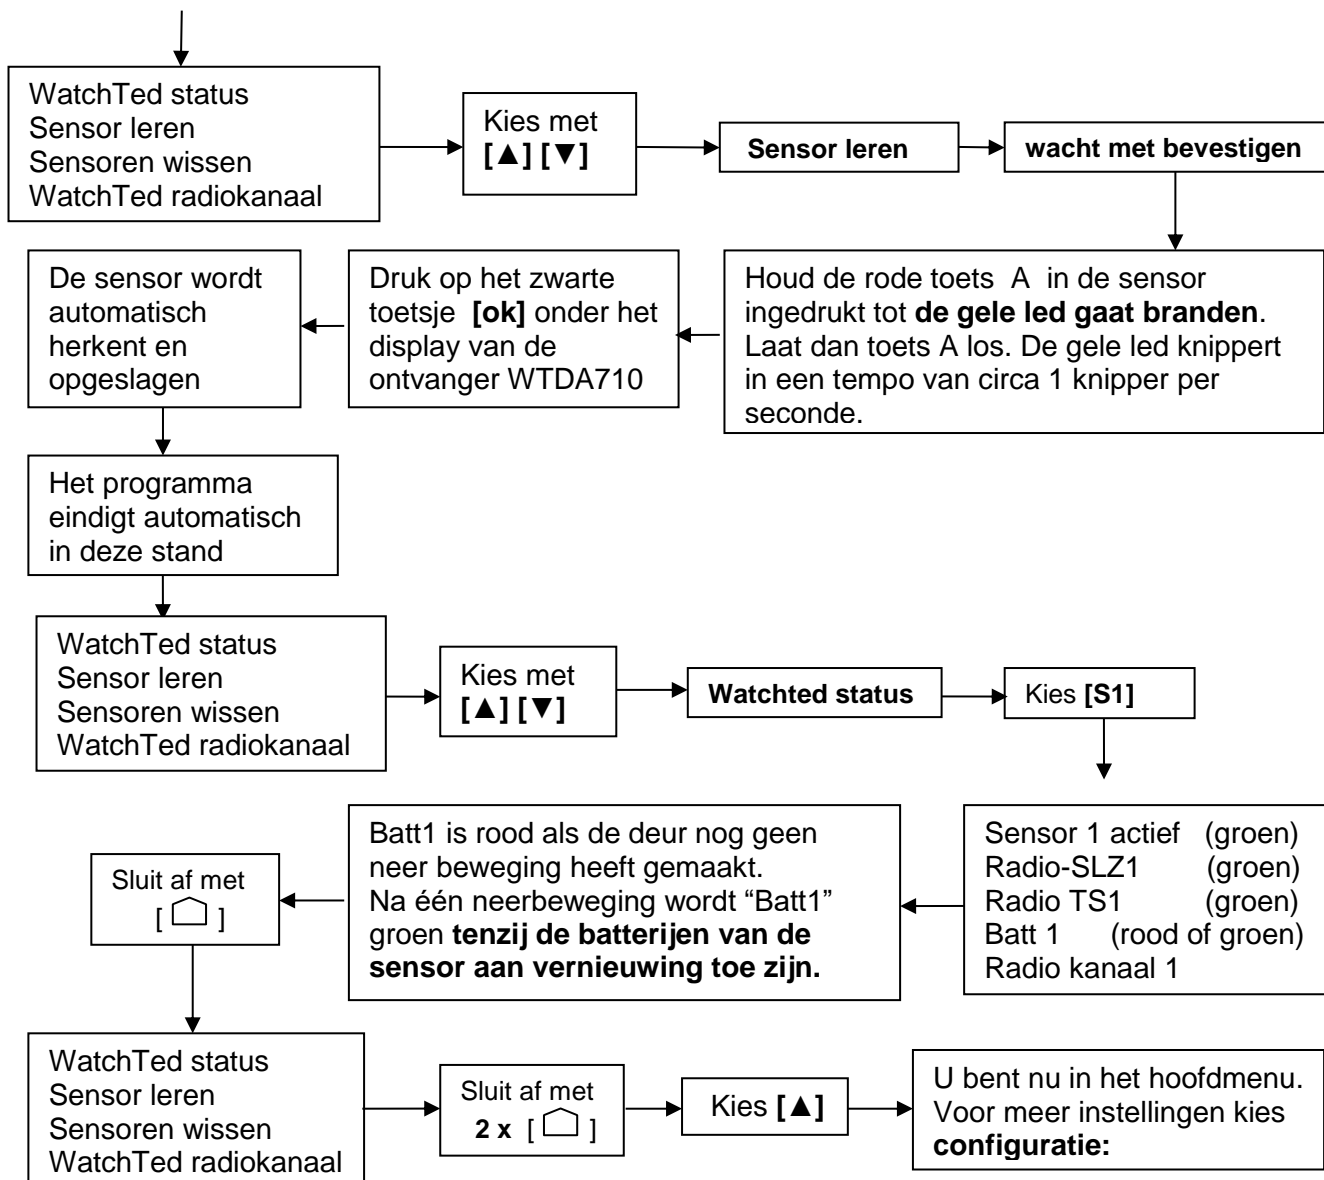 WatchTed status
Sensor leren
Sensoren wissen
WatchTed radiokanaal
Kies met
[▲] [▼]
Sensor leren
wacht met bevestigen
Houd de rode toets A in de sensor
ingedrukt tot de gele led gaat branden.
Laat dan toets A los. De gele led knippert
in een tempo van circa 1 knipper per
seconde.
Druk op het zwarte
toetsje [ok] onder het
display van de
ontvanger WTDA710
De sensor wordt
automatisch
herkent en
opgeslagen
Het programma
eindigt automatisch
in deze stand
WatchTed status
Sensor leren
Sensoren wissen
WatchTed radiokanaal
Kies met
[▲] [▼]
Watchted status
Kies [S1]
Sensor 1 actief (groen)
Radio-SLZ1 (groen)
Radio TS1 (groen)
Batt 1 (rood of groen)
Radio kanaal 1
Batt1 is rood als de deur nog geen
neer beweging heeft gemaakt.
Na één neerbeweging wordt “Batt1”
groen tenzij de batterijen van de
sensor aan vernieuwing toe zijn.
Sluit af met
[ ]
WatchTed status
Sensor leren
Sensoren wissen
WatchTed radiokanaal
Sluit af met
2 x [ ]
Kies [▲]
U bent nu in het hoofdmenu.
Voor meer instellingen kies
configuratie: